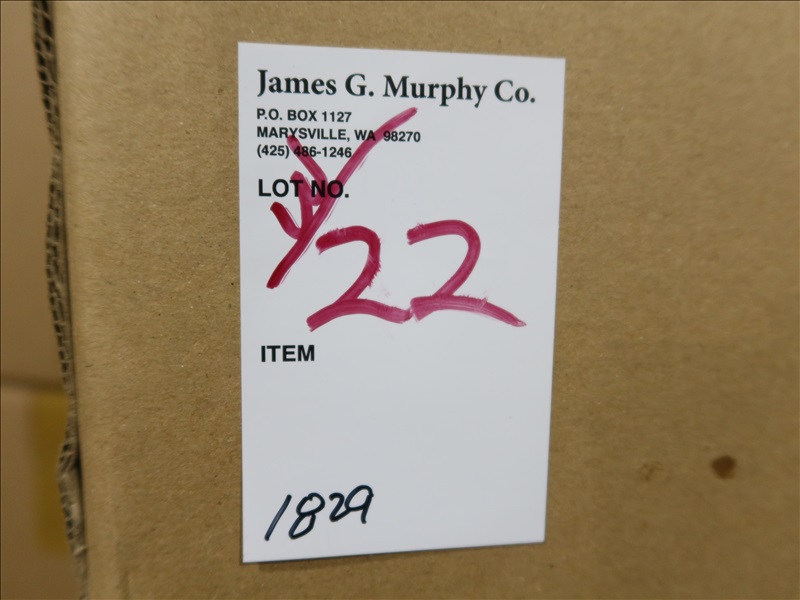 James G. Murphy Co.
P.O. BOX 1127
MARYSVILLE, WA 98270
(425) 486-1246
LOT NO.
22
ITEM
1829